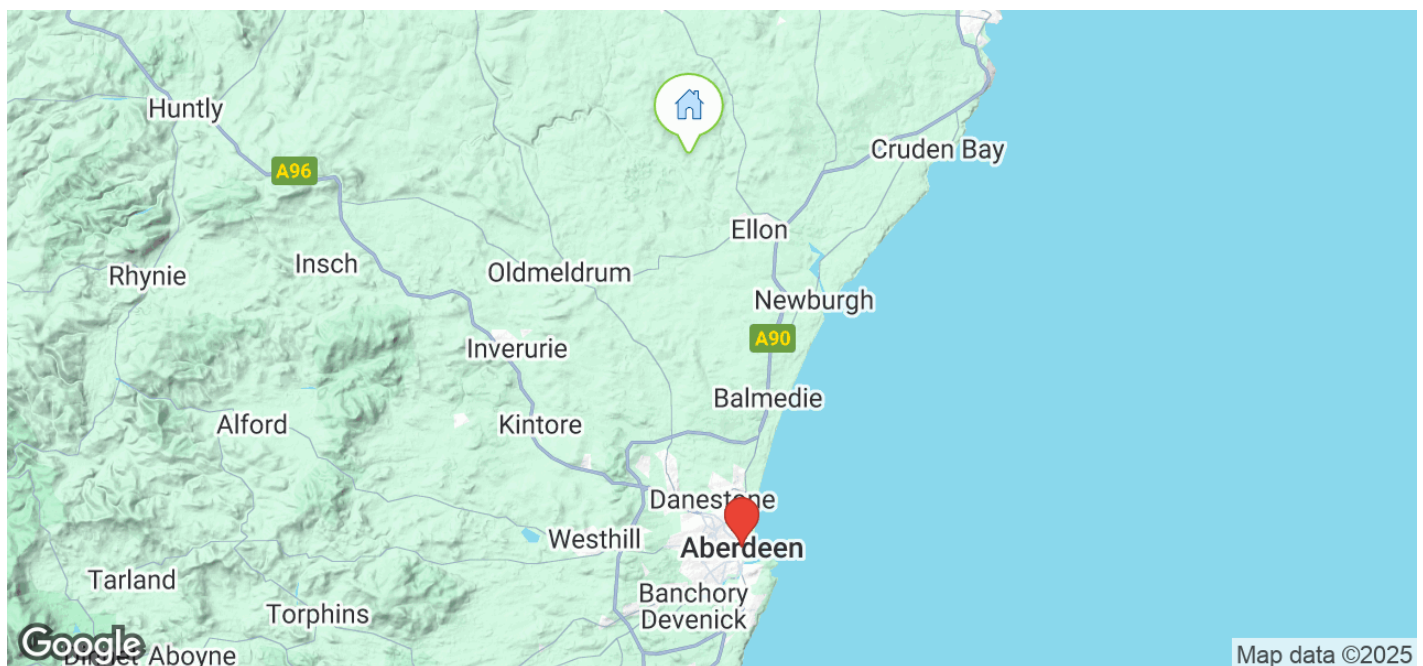 Huntly
A96
Cruden Bay
Ellon
Rhynie
Insch
Oldmeldrum
Newburgh
A90
Inverurie
Balmedie
Alford
Kintore
Danestone
Westhill
Aberdeen
Tarland
Banchory
Devenick
Torphins
Google
Aboyne
Map data ©2025